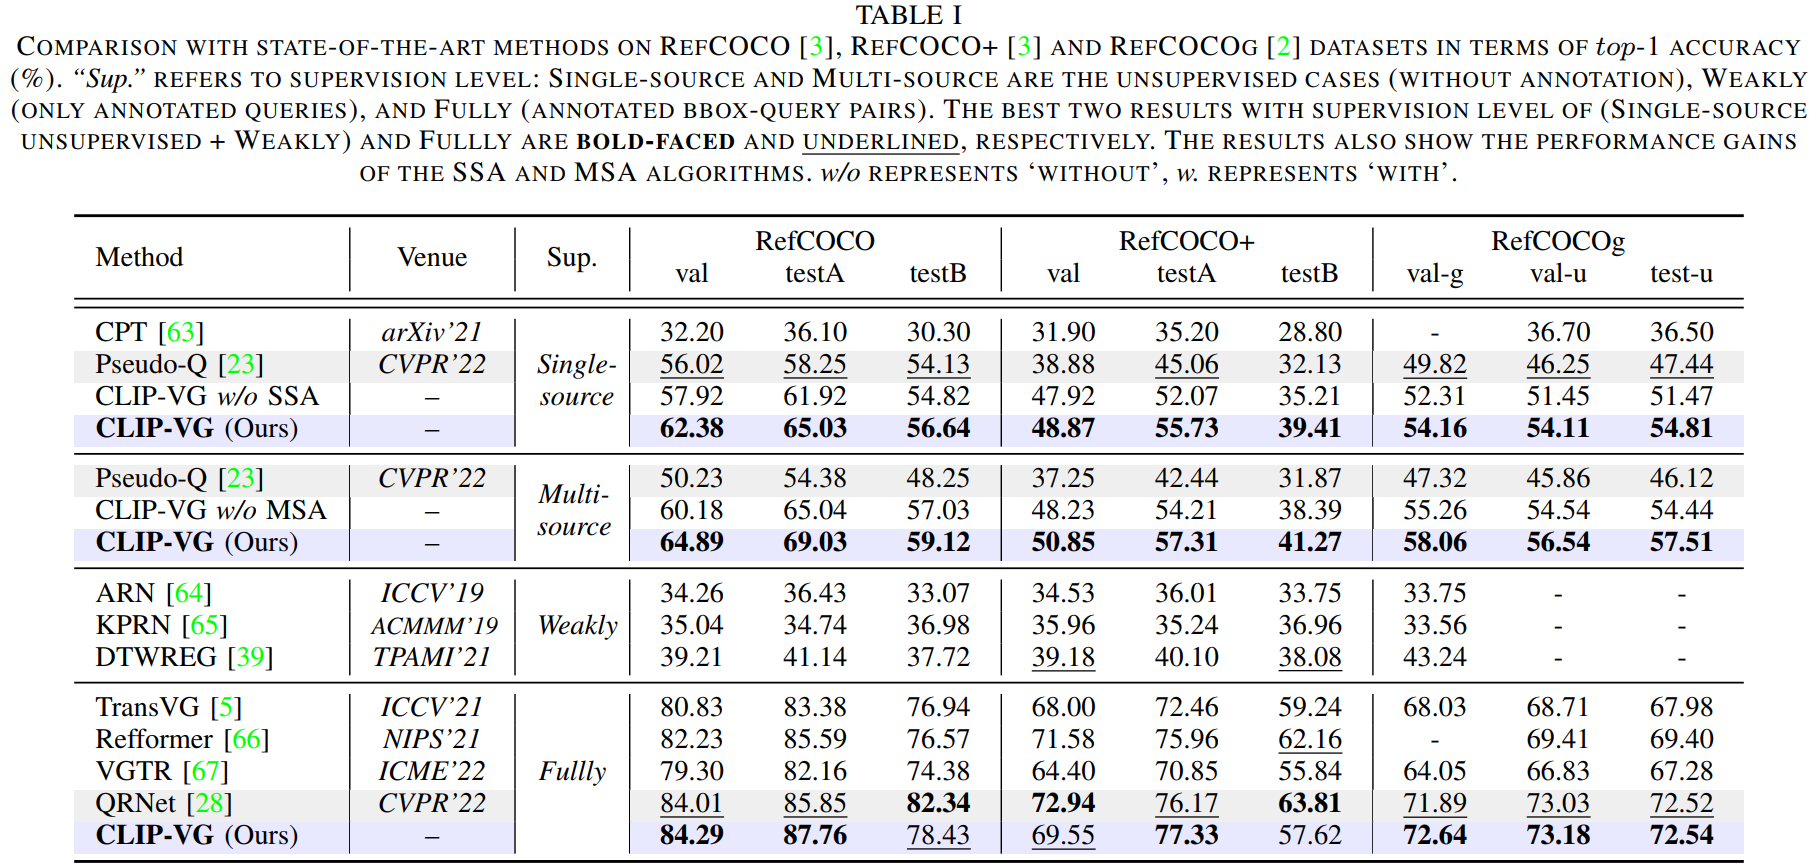 TABLE I
COMPARISON WITH STATE-OF-THE-ART METHODS ON REFCOCO [3], REFCOCO+ [3] AND REFCOCOG [2] DATASETS IN TERMS OF top-1 ACCURACY
(%). “Sup.” REFERS TO SUPERVISION LEVEL: SINGLE-SOURCE AND MULTI-SOURCE ARE THE UNSUPERVISED CASES (WITHOUT ANNOTATION), WEAKLY
(ONLY ANNOTATED QUERIES), AND FULLY (ANNOTATED BBOX-QUERY PAIRS). THE BEST TWO RESULTS WITH SUPERVISION LEVEL OF (SINGLE-SOURCE
UNSUPERVISED + WEAKLY) AND FULLLY ARE BOLD-FACED AND UNDERLINED, RESPECTIVELY. THE RESULTS ALSO SHOW THE PERFORMANCE GAINS
OF THE SSA AND MSA ALGORITHMS. w/o REPRESENTS ‘WITHOUT’, w. REPRESENTS ‘WITH’.
Method Venue Sup. RefCOCO RefCOCO+ RefCOCOg
val testA testB val testA testB val-g val-u test-u
CPT [63] arXiv’21 32.20 36.10 30.30 31.90 35.20 28.80 - 36.70 36.50
Pseudo-Q [23] CVPR’22 Single- 56.02 58.25 54.13 38.88 45.06 32.13 49.82 46.25 47.44
CLIP-VG w/o SSA – source 57.92 61.92 54.82 47.92 52.07 35.21 52.31 51.45 51.47
CLIP-VG (Ours) – 62.38 65.03 56.64 48.87 55.73 39.41 54.16 54.11 54.81
Pseudo-Q [23] CVPR’22 Multi- 50.23 54.38 48.25 37.25 42.44 31.87 47.32 45.86 46.12
CLIP-VG w/o MSA – source 60.18 65.04 57.03 48.23 54.21 38.39 55.26 54.54 54.44
CLIP-VG (Ours) – 64.89 69.03 59.12 50.85 57.31 41.27 58.06 56.54 57.51
ARN [64] ICCV’19 34.26 36.43 33.07 34.53 36.01 33.75 33.75 - -
KPRN [65] ACMMM’19 Weakly 35.04 34.74 36.98 35.96 35.24 36.96 33.56 - -
DTWREG [39] TPAMI’21 39.21 41.14 37.72 39.18 40.10 38.08 43.24 - -
TransVG [5] ICCV’21 80.83 83.38 76.94 68.00 72.46 59.24 68.03 68.71 67.98
Refformer [66] NIPS’21 82.23 85.59 76.57 71.58 75.96 62.16 - 69.41 69.40
VGTR [67] ICME’22 Fullly 79.30 82.16 74.38 64.40 70.85 55.84 64.05 66.83 67.28
QRNet [28] CVPR’22 84.01 85.85 82.34 72.94 76.17 63.81 71.89 73.03 72.52
CLIP-VG (Ours) – 84.29 87.76 78.43 69.55 77.33 57.62 72.64 73.18 72.54